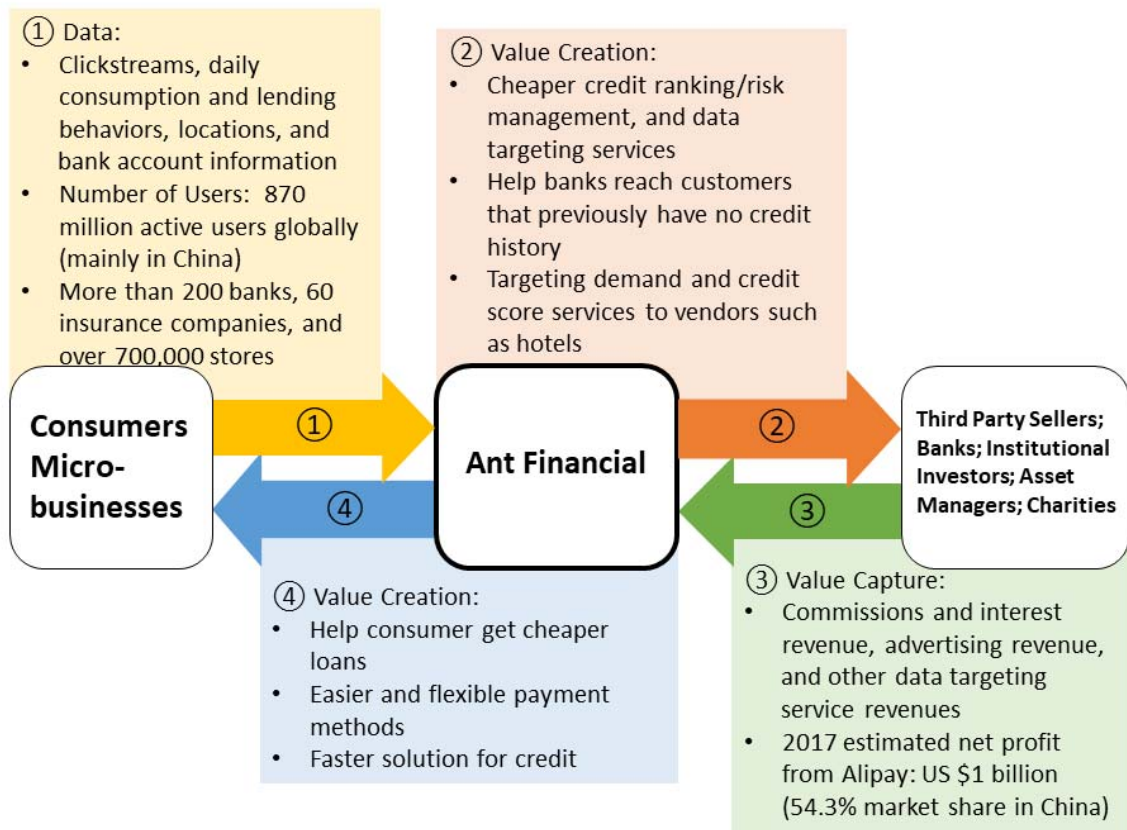 ① Data:
• Clickstreams, daily
consumption and lending
behaviors, locations, and
bank account information
• Number of Users: 870
million active users globally
(mainly in China)
• More than 200 banks, 60
insurance companies, and
over 700,000 stores
② Value Creation:
• Cheaper credit ranking/risk
management, and data
targeting services
• Help banks reach customers
that previously have no credit
history
• Targeting demand and credit
score services to vendors such
as hotels
Consumers
Micro-
businesses
①
④
Ant Financial
②
③
Third Party Sellers;
Banks; Institutional
Investors; Asset
Managers; Charities
④ Value Creation:
• Help consumer get cheaper
loans
• Easier and flexible payment
methods
• Faster solution for credit
③ Value Capture:
• Commissions and interest
revenue, advertising revenue,
and other data targeting
service revenues
• 2017 estimated net profit
from Alipay: US $1 billion
(54.3% market share in China)